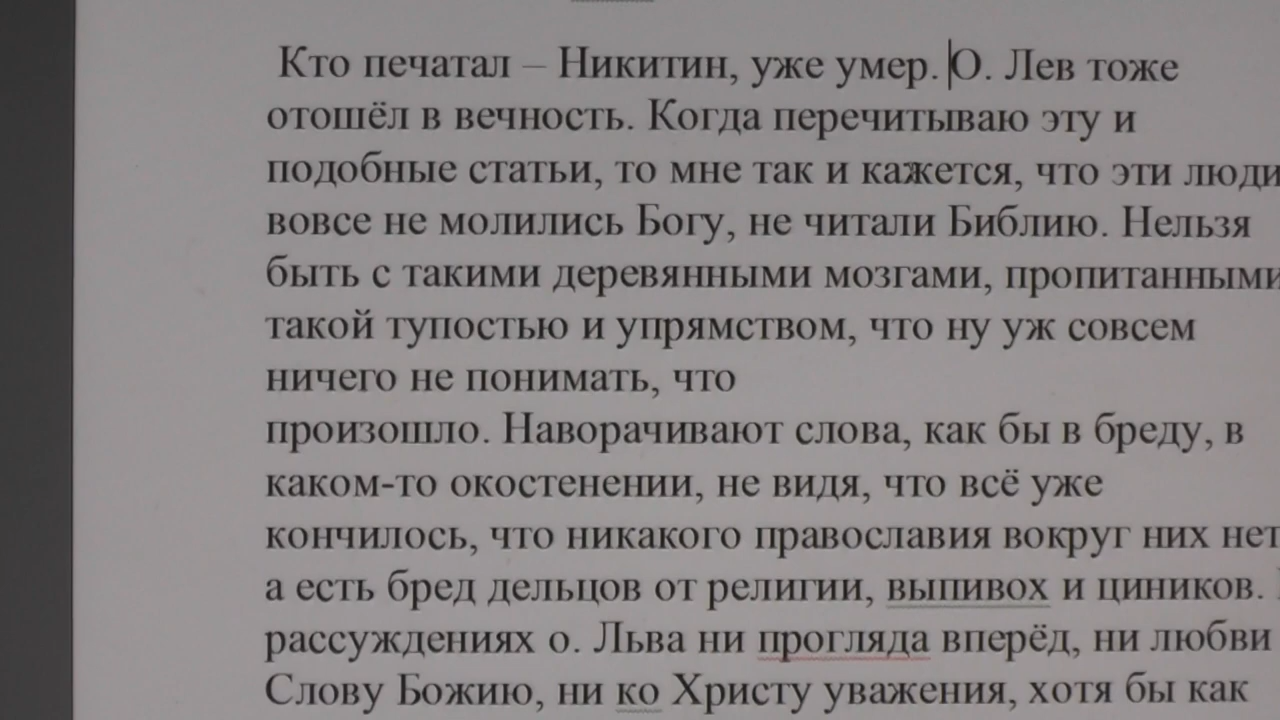 Кто печатал – Никитин, уже умер. О. Лев тоже
отошёл в вечность. Когда перечитываю эту и
подобные статьи, то мне так и кажется, что эти люди
вовсе не молились Богу, не читали Библию. Нельзя
быть с такими деревянными мозгами, пропитанными
такой тупостью и упрямством, что ну уж совсем
ничего не понимать, что
произошло. Наворачивают слова, как бы в бреду, в
каком-то окостенении, не видя, что всё уже
кончилось, что никакого православия вокруг них нет
а есть бред дельцов от религии, выпивох и циников.
рассуждениях о. Льва ни прогляда вперёд, ни любви
Слову Божию, ни ко Христу уважения, хотя бы как